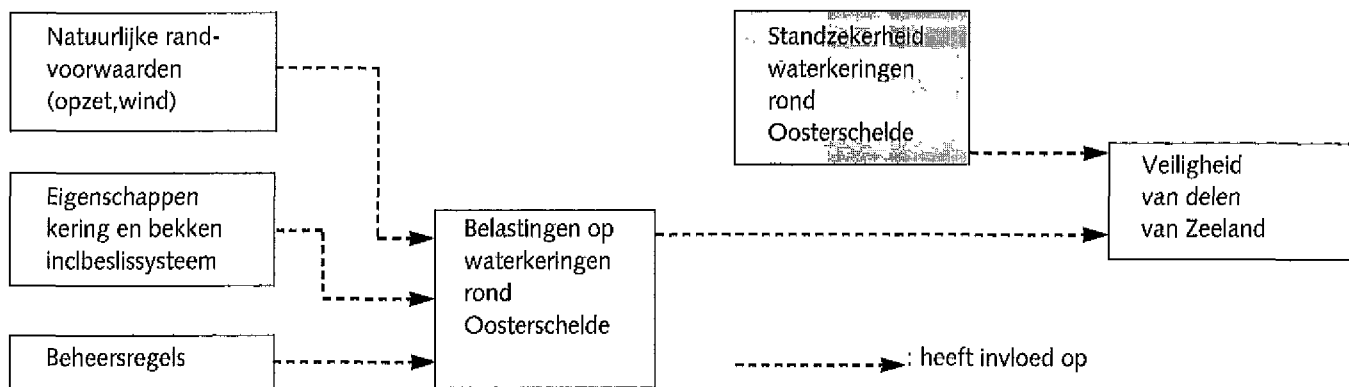 Natuurlijke rand-
voorwaarden
(opzet,wind)
Eigenschappen
kering en bekken
inclbeslissysteem
Beheersregels
Belastingen op
waterkeringen
rond
Oosterschelde
Standzekerheid
waterkeringen
rond
Oosterschelde
Veiligheid
van delen
van Zeeland
: heeft invloed op